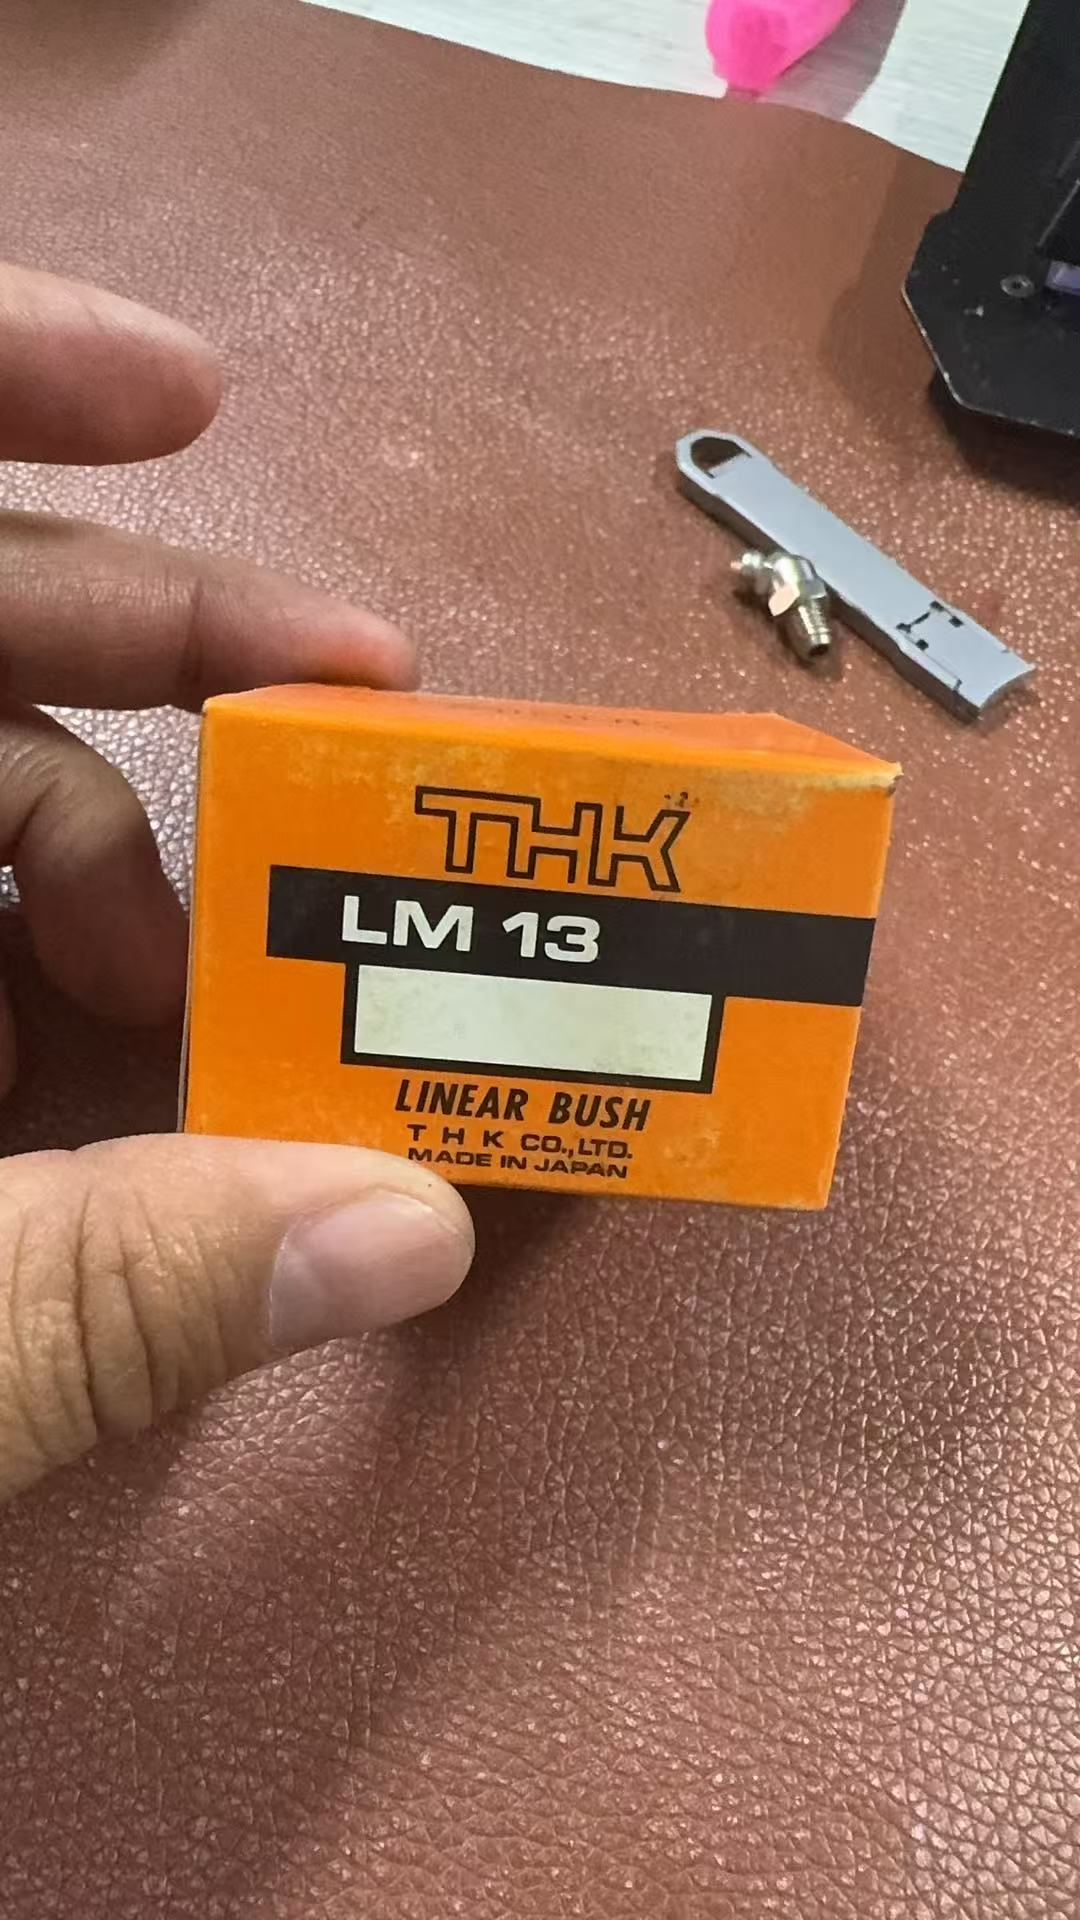 THK
LM 13
LINEAR BUSH
T H K CO.,LTD.
MADE IN JAPAN